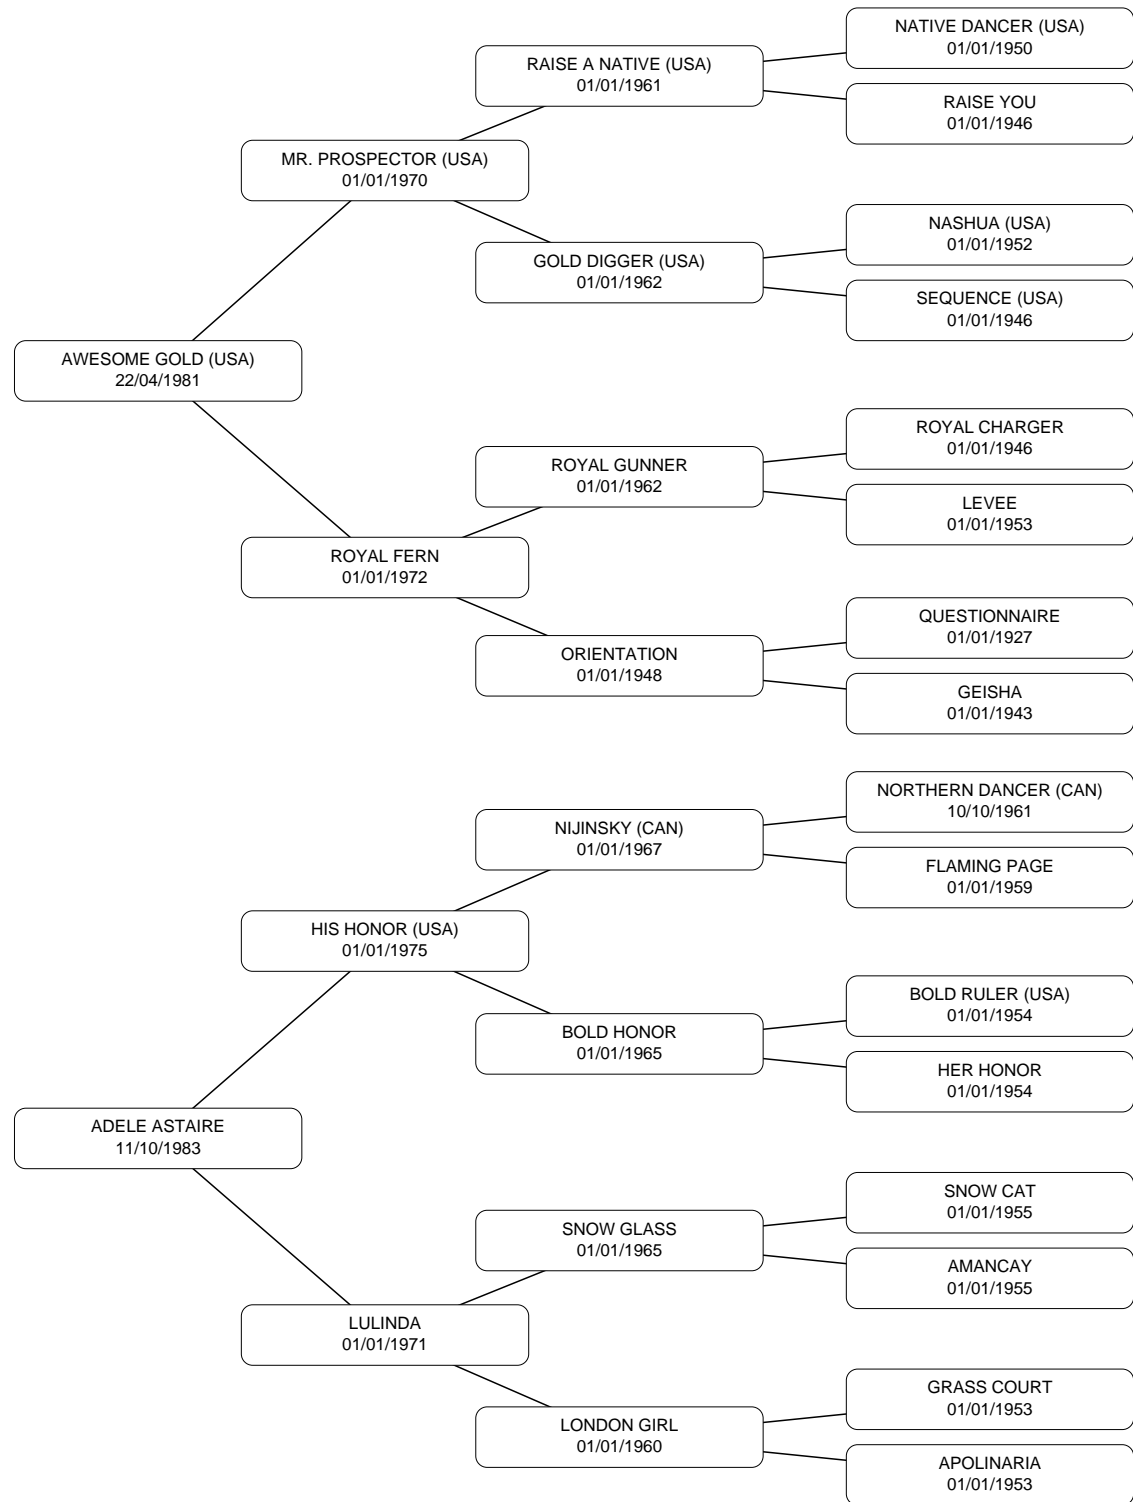 NATIVE DANCER (USA)
01/01/1950
RAISE A NATIVE (USA)
01/01/1961
RAISE YOU
01/01/1946
MR. PROSPECTOR (USA)
01/01/1970
NASHUA (USA)
01/01/1952
GOLD DIGGER (USA)
01/01/1962
SEQUENCE (USA)
01/01/1946
AWESOME GOLD (USA)
22/04/1981
ROYAL CHARGER
01/01/1946
ROYAL GUNNER
01/01/1962
LEVEE
01/01/1953
ROYAL FERN
01/01/1972
QUESTIONNAIRE
01/01/1927
ORIENTATION
01/01/1948
GEISHA
01/01/1943
NORTHERN DANCER (CAN)
10/10/1961
NIJINSKY (CAN)
01/01/1967
FLAMING PAGE
01/01/1959
HIS HONOR (USA)
01/01/1975
BOLD RULER (USA)
01/01/1954
BOLD HONOR
01/01/1965
HER HONOR
01/01/1954
ADELE ASTAIRE
11/10/1983
SNOW CAT
01/01/1955
SNOW GLASS
01/01/1965
AMANCAY
01/01/1955
LULINDA
01/01/1971
GRASS COURT
01/01/1953
LONDON GIRL
01/01/1960
APOLINARIA
01/01/1953